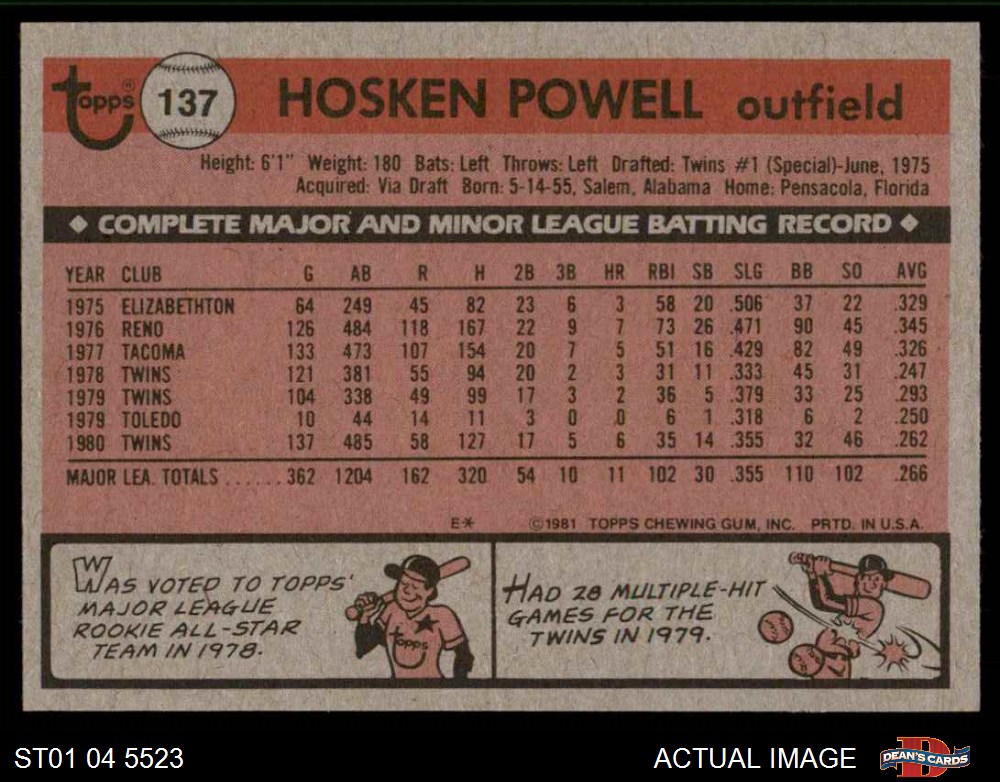 topps® 137 HOSKEN POWELL outfield
Height: 6'1" Weight: 180 Bats: Left Throws: Left Drafted: Twins #1 (Special)-June, 1975
Acquired: Via Draft Born: 5-14-55, Salem, Alabama Home: Pensacola, Florida
◆ COMPLETE MAJOR AND MINOR LEAGUE BATTING RECORD ◆
YEAR CLUB G AB R H 2B 3B HR RBI SB SLG BB SO AVG
1975 ELIZABETHTON 64 249 45 82 23 6 3 58 20 .506 37 22 .329
1976 RENO 126 484 118 167 22 9 7 73 26 .471 90 45 .345
1977 TACOMA 133 473 107 154 20 7 5 51 16 .429 82 49 .326
1978 TWINS 121 381 55 94 20 2 3 31 11 .333 45 31 .247
1979 TWINS 104 338 49 99 17 3 2 36 5 .379 33 25 .293
1979 TOLEDO 10 44 14 11 3 0 0 6 1 .318 6 2 .250
1980 TWINS 137 485 58 127 17 5 6 35 14 .355 32 46 .262
MAJOR LEA. TOTALS ...... 362 1204 162 320 54 10 11 102 30 .355 110 102 .266
E* ©1981 TOPPS CHEWING GUM, INC. PRTD. IN U.S.A.
WAS VOTED TO TOPPS'
MAJOR LEAGUE
ROOKIE ALL-STAR
TEAM IN 1978.
topps
HAD 28 MULTIPLE-HIT
GAMES FOR THE
TWINS IN 1979.
ST01 04 5523 ACTUAL IMAGE D DEAN'S CARDS